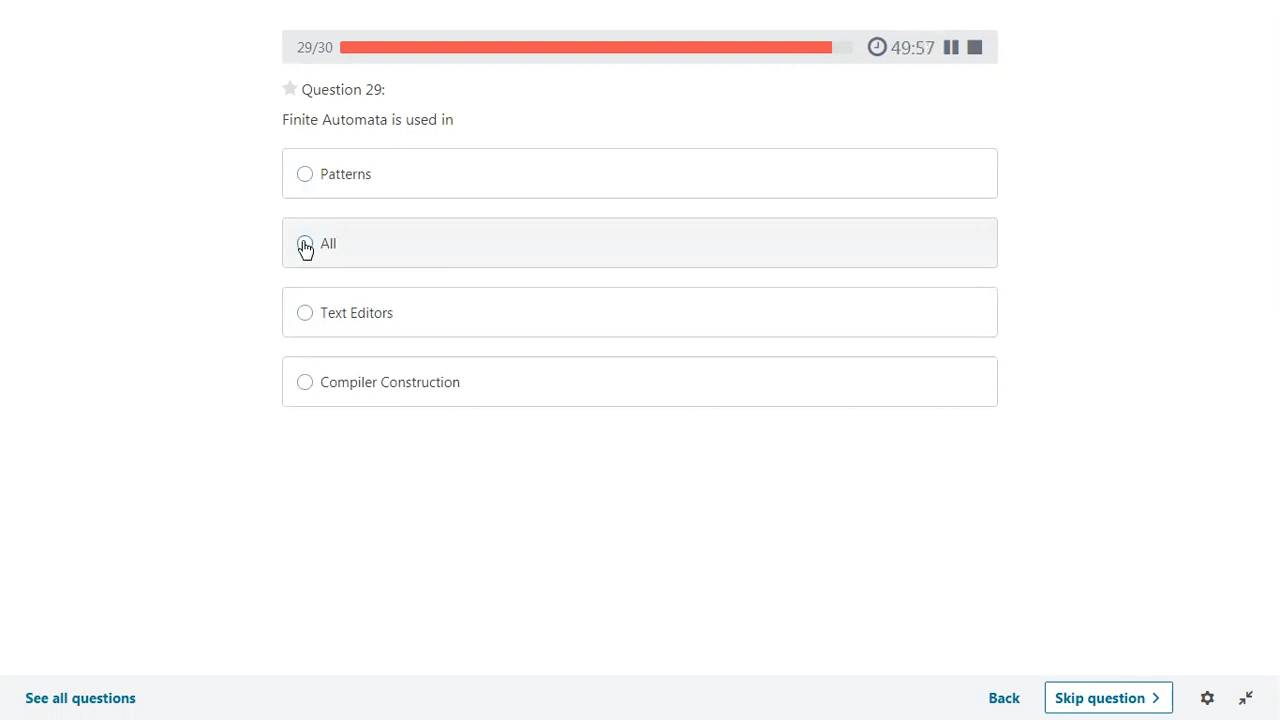 29/30
49:57
Question 29:
Finite Automata is used in
Patterns
All
Text Editors
Compiler Construction
See all questions
Back
Skip question